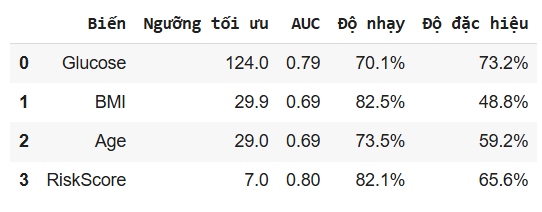 Biến Ngưỡng tối ưu AUC Độ nhạy Độ đặc hiệu
0 Glucose 124.0 0.79 70.1% 73.2%
1 BMI 29.9 0.69 82.5% 48.8%
2 Age 29.0 0.69 73.5% 59.2%
3 RiskScore 7.0 0.80 82.1% 65.6%